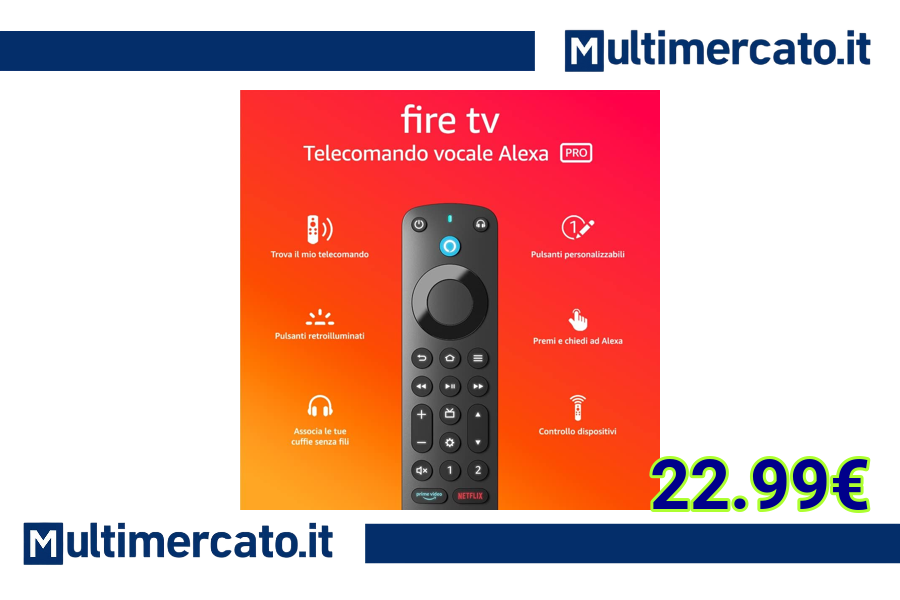 Multimercato.it
fire tv
Telecomando vocale Alexa PRO
Trova il mio telecomando
Pulsanti personalizzabili
Pulsanti retroilluminati
Premi e chiedi ad Alexa
Associa le tue
cuffie senza fili
Controllo dispositivi
1 2
prime video NETFLIX
22.99€
Multimercato.it